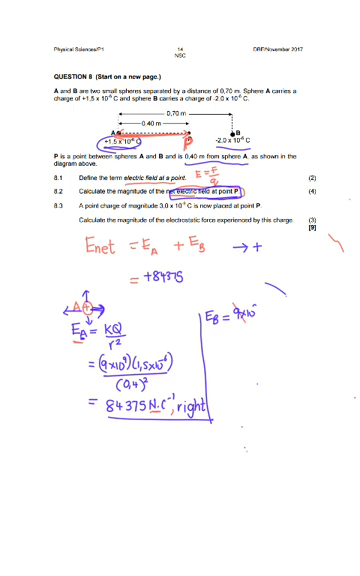 Physical Sciences/P1 14 DBE/November 2017
NSC
QUESTION 8 (Start on a new page.)
A and B are two small spheres separated by a distance of 0,70 m. Sphere A carries a
charge of +1.5 x 10⁻⁶ C and sphere B carries a charge of -2.0 x 10⁻⁶ C.
0,70 m
0,40 m
A P B
+1.5 x 10⁻⁶ C -2.0 x 10⁻⁶ C
P is a point between spheres A and B and is 0,40 m from sphere A, as shown in the
diagram above.
8.1 Define the term electric field at a point. E = F/q (2)
8.2 Calculate the magnitude of the net electric field at point P. (4)
8.3 A point charge of magnitude 3,0 x 10⁻⁹ C is now placed at point P.
Calculate the magnitude of the electrostatic force experienced by this charge. (3)
[9]
Enet = EA + EB → +
= +84375
A +
EA = KQ/r² EB = 9x10
= (9x10⁹)(1,5x10⁻⁶)/(0,4)²
= 84375 N.C⁻¹, right